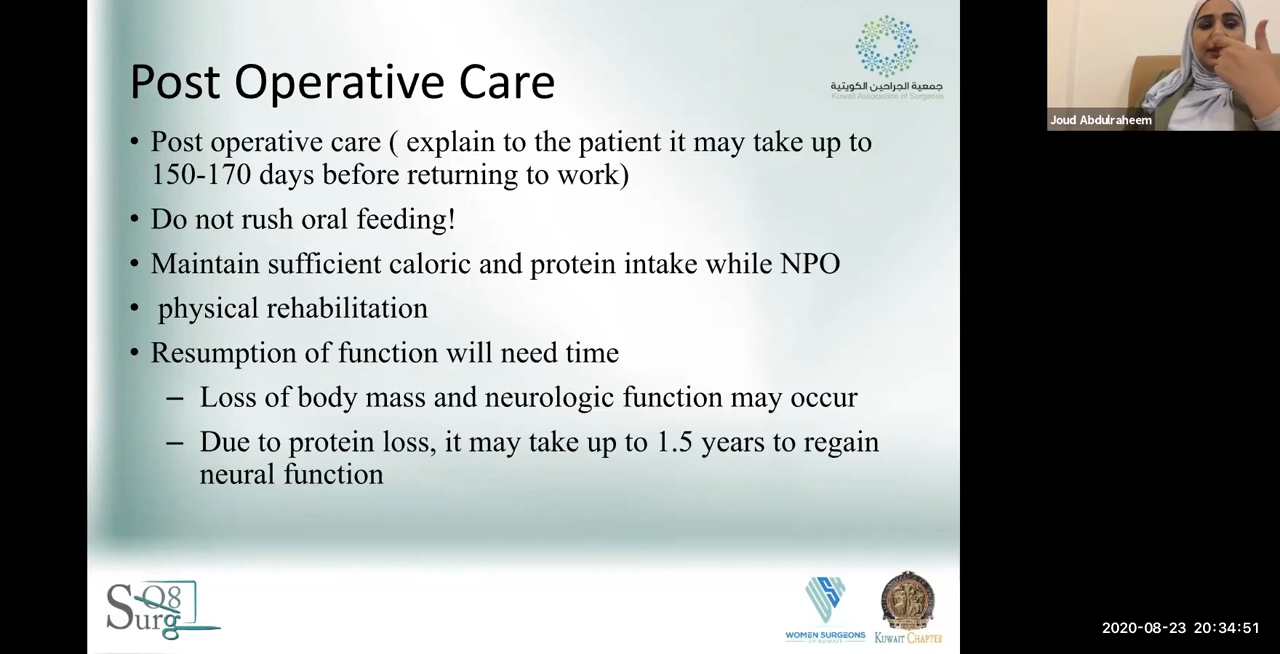 Post Operative Care
جمعية الجراحين الكويتية
Kuwait Association of Surgeons
Joud Abdulraheem
• Post operative care ( explain to the patient it may take up to
150-170 days before returning to work)
• Do not rush oral feeding!
• Maintain sufficient caloric and protein intake while NPO
• physical rehabilitation
• Resumption of function will need time
– Loss of body mass and neurologic function may occur
– Due to protein loss, it may take up to 1.5 years to regain
neural function
Q8
Surg
WOMEN SURGEONS
OF KUWAIT
KUWAIT CHAPTER
2020-08-23 20:34:51